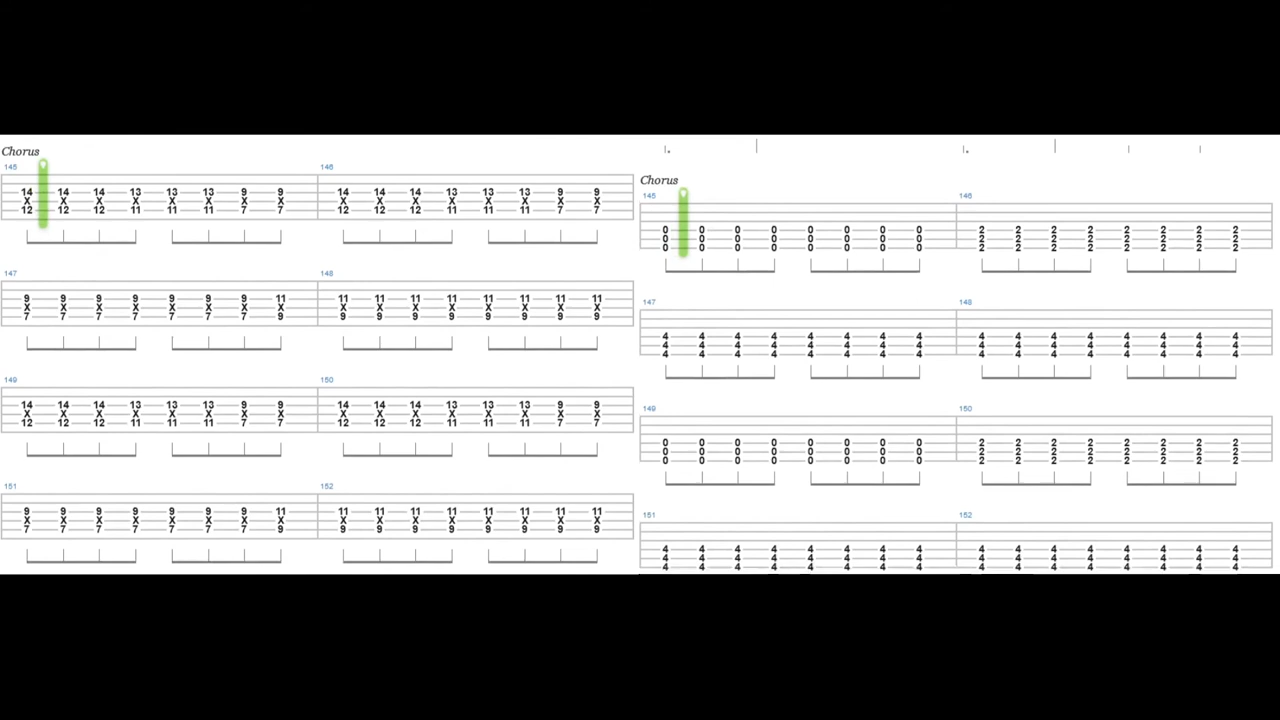 Chorus
145 146
14 14 14 13 13 13 9 9 14 14 14 13 13 13 9 9
X X X X X X X X X X X X X X X X
12 12 12 11 11 11 7 7 12 12 12 11 11 11 7 7
147 148
9 9 9 9 9 9 9 11 11 11 11 11 11 11 11 11
X X X X X X X X X X X X X X X X
7 7 7 7 7 7 7 9 9 9 9 9 9 9 9 9
149 150
14 14 14 13 13 13 9 9 14 14 14 13 13 13 9 9
X X X X X X X X X X X X X X X X
12 12 12 11 11 11 7 7 12 12 12 11 11 11 7 7
151 152
9 9 9 9 9 9 9 11 11 11 11 11 11 11 11 11
X X X X X X X X X X X X X X X X
7 7 7 7 7 7 7 9 9 9 9 9 9 9 9 9
Chorus
145 146
0 0 0 0 0 0 0 0 2 2 2 2 2 2 2 2
0 0 0 0 0 0 0 0 2 2 2 2 2 2 2 2
0 0 0 0 0 0 0 0 2 2 2 2 2 2 2 2
147 148
4 4 4 4 4 4 4 4 4 4 4 4 4 4 4 4
4 4 4 4 4 4 4 4 4 4 4 4 4 4 4 4
4 4 4 4 4 4 4 4 4 4 4 4 4 4 4 4
149 150
0 0 0 0 0 0 0 0 2 2 2 2 2 2 2 2
0 0 0 0 0 0 0 0 2 2 2 2 2 2 2 2
0 0 0 0 0 0 0 0 2 2 2 2 2 2 2 2
151 152
4 4 4 4 4 4 4 4 4 4 4 4 4 4 4 4
4 4 4 4 4 4 4 4 4 4 4 4 4 4 4 4
4 4 4 4 4 4 4 4 4 4 4 4 4 4 4 4